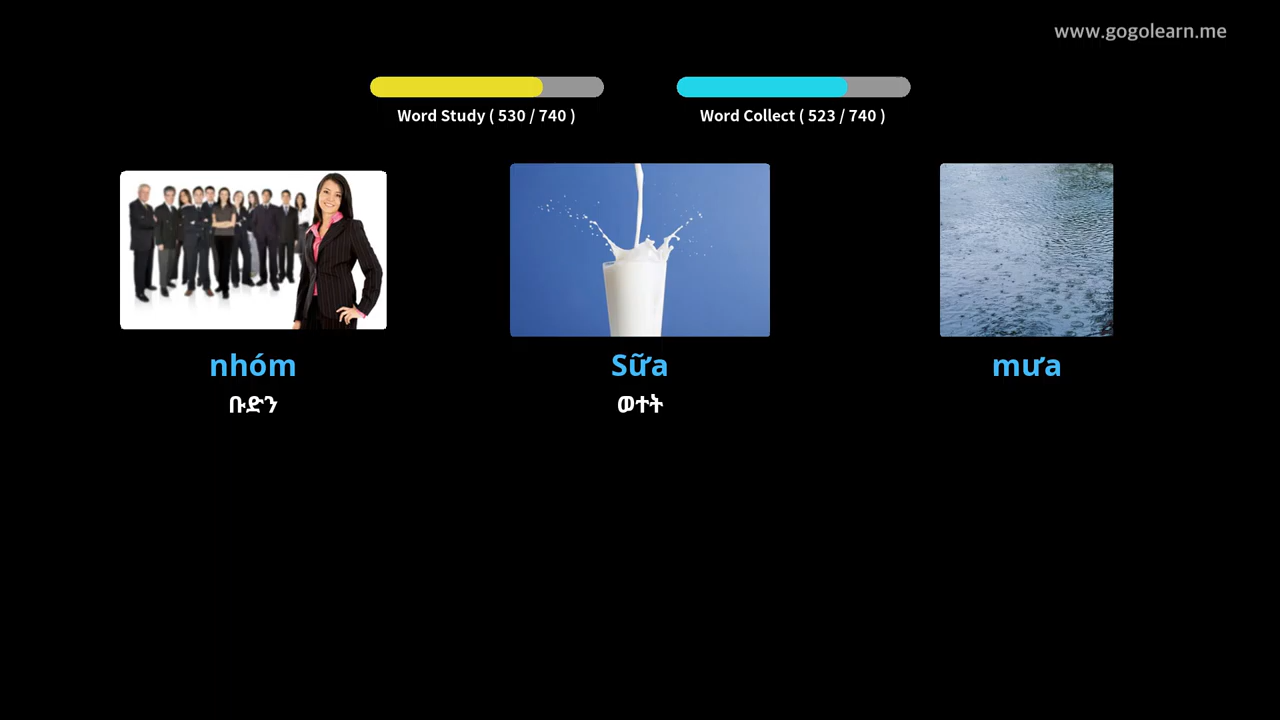 www.gogolearn.me
Word Study ( 530 / 740 )
Word Collect ( 523 / 740 )
nhóm
Sữa
mưa
ቡድን
ወተት